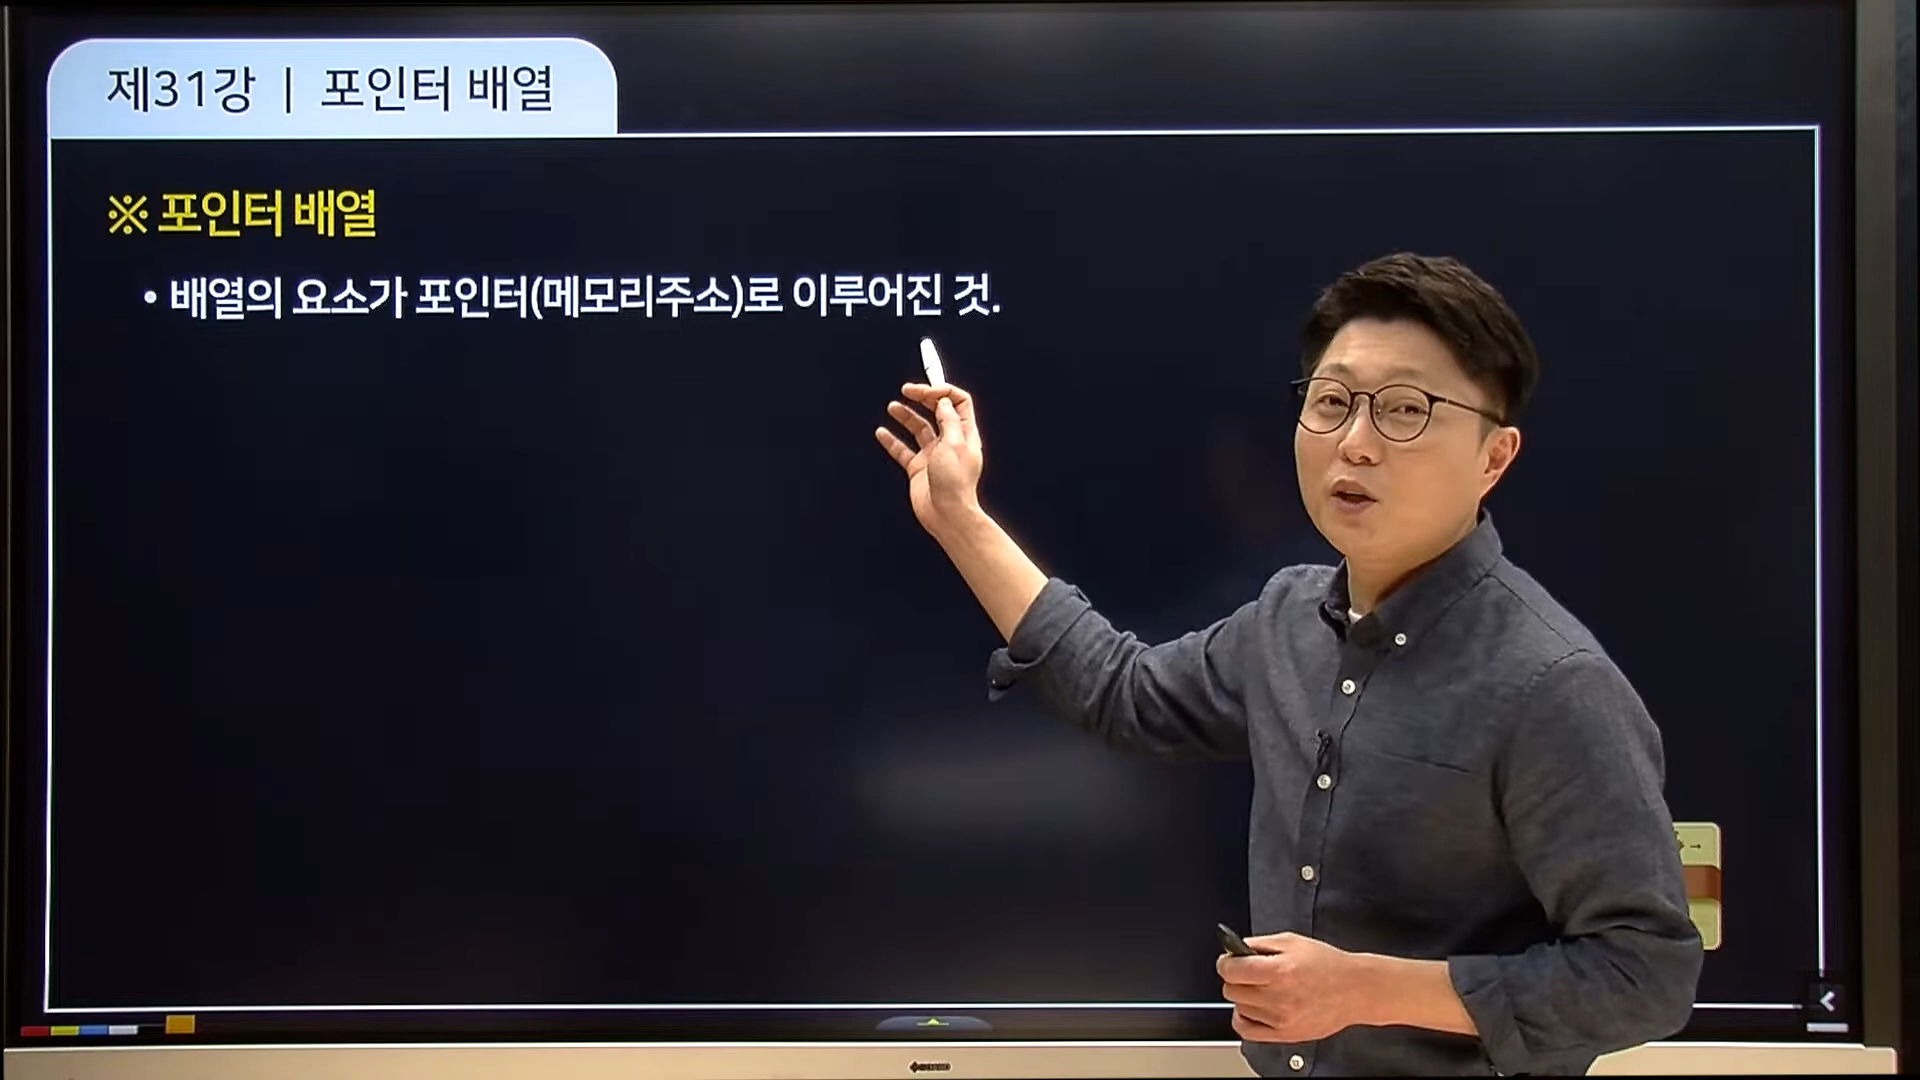 제31강 | 포인터 배열
※ 포인터 배열
• 배열의 요소가 포인터(메모리주소)로 이루어진 것.